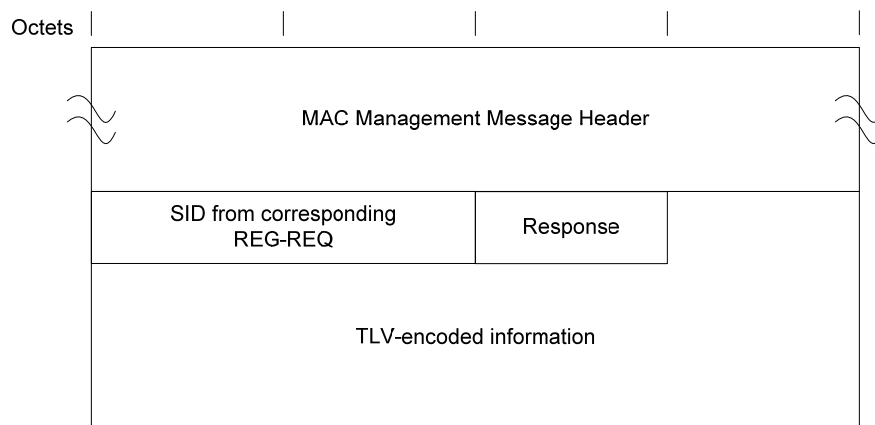 Octets
MAC Management Message Header
SID from corresponding
REG-REQ
Response
TLV-encoded information